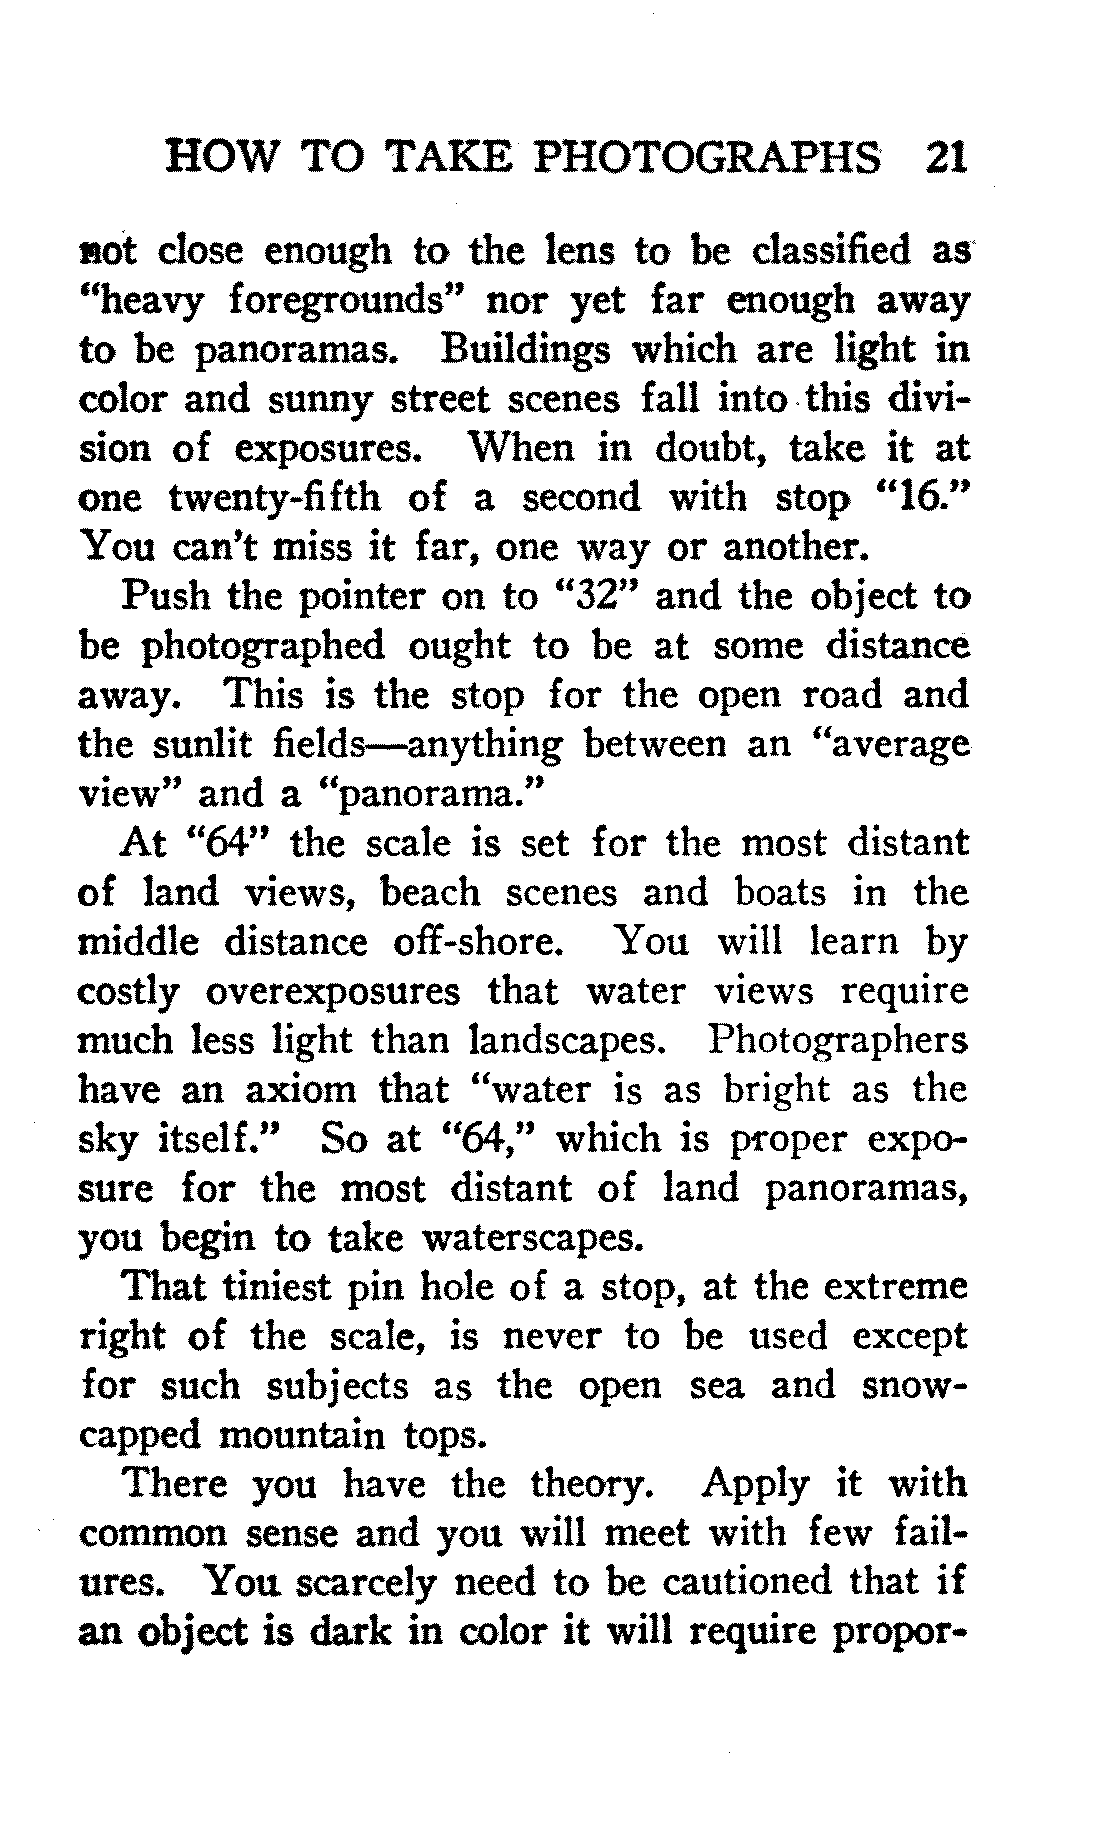 HOW TO TAKE PHOTOGRAPHS 21
not close enough to the lens to be classified as
“heavy foregrounds” nor yet far enough away
to be panoramas. Buildings which are light in
color and sunny street scenes fall into this divi-
sion of exposures. When in doubt, take it at
one twenty-fifth of a second with stop “16.”
You can't miss it far, one way or another.
Push the pointer on to “32” and the object to
be photographed ought to be at some distance
away. This is the stop for the open road and
the sunlit fields—anything between an “average
view” and a “panorama.”
At “64” the scale is set for the most distant
of land views, beach scenes and boats in the
middle distance off-shore. You will learn by
costly overexposures that water views require
much less light than landscapes. Photographers
have an axiom that “water is as bright as the
sky itself.” So at “64,” which is proper expo-
sure for the most distant of land panoramas,
you begin to take waterscapes.
That tiniest pin hole of a stop, at the extreme
right of the scale, is never to be used except
for such subjects as the open sea and snow-
capped mountain tops.
There you have the theory. Apply it with
common sense and you will meet with few fail-
ures. You scarcely need to be cautioned that if
an object is dark in color it will require propor-